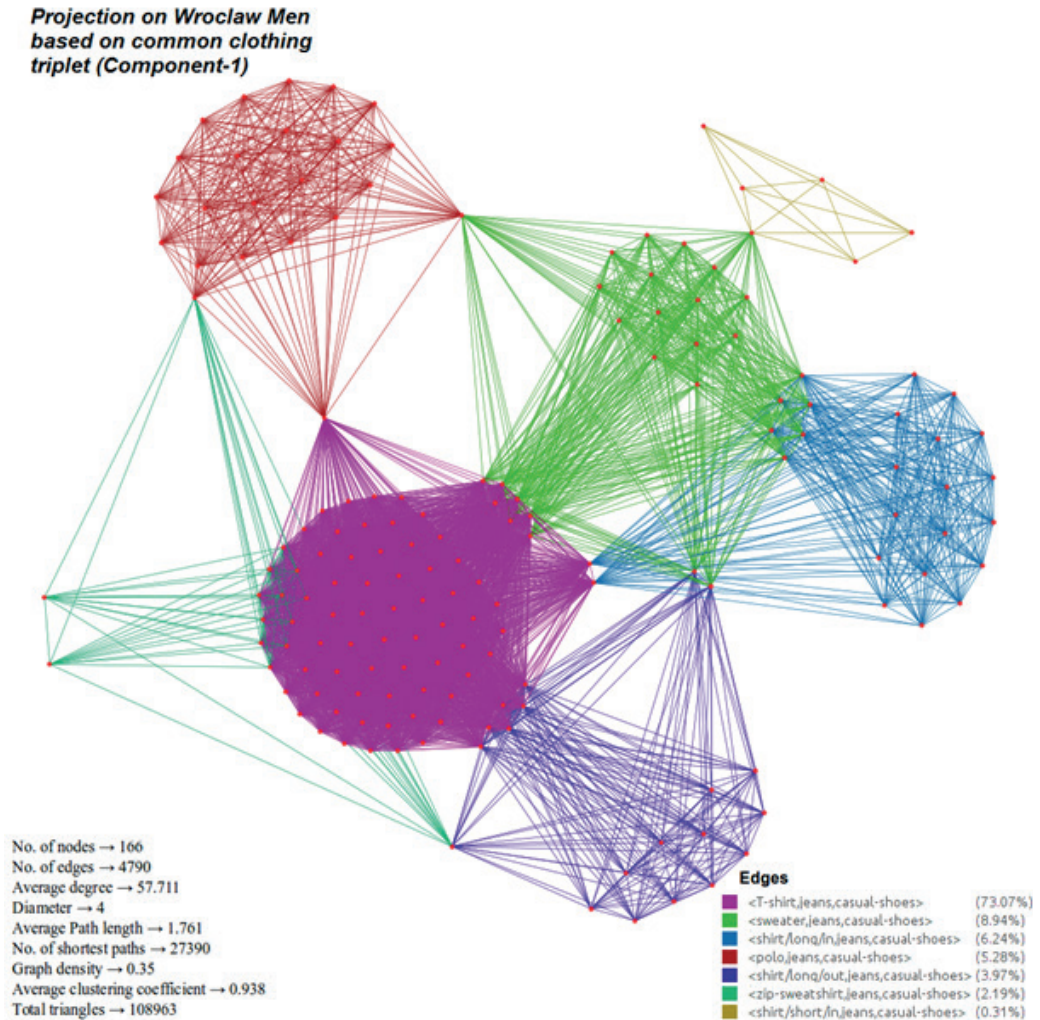 Projection on Wroclaw Men
based on common clothing
triplet (Component-1)
No. of nodes → 166
No. of edges → 4790
Average degree → 57.711
Diameter → 4
Average Path length → 1.761
No. of shortest paths → 27390
Graph density → 0.35
Average clustering coefficient → 0.938
Total triangles → 108963
Edges
<T-shirt,jeans,casual-shoes> (73.07%)
<sweater,jeans,casual-shoes> (8.94%)
<shirt/long/in,jeans,casual-shoes> (6.24%)
<polo,jeans,casual-shoes> (5.28%)
<shirt/long/out,jeans,casual-shoes> (3.97%)
<zip-sweatshirt,jeans,casual-shoes> (2.19%)
<shirt/short/in,jeans,casual-shoes> (0.31%)